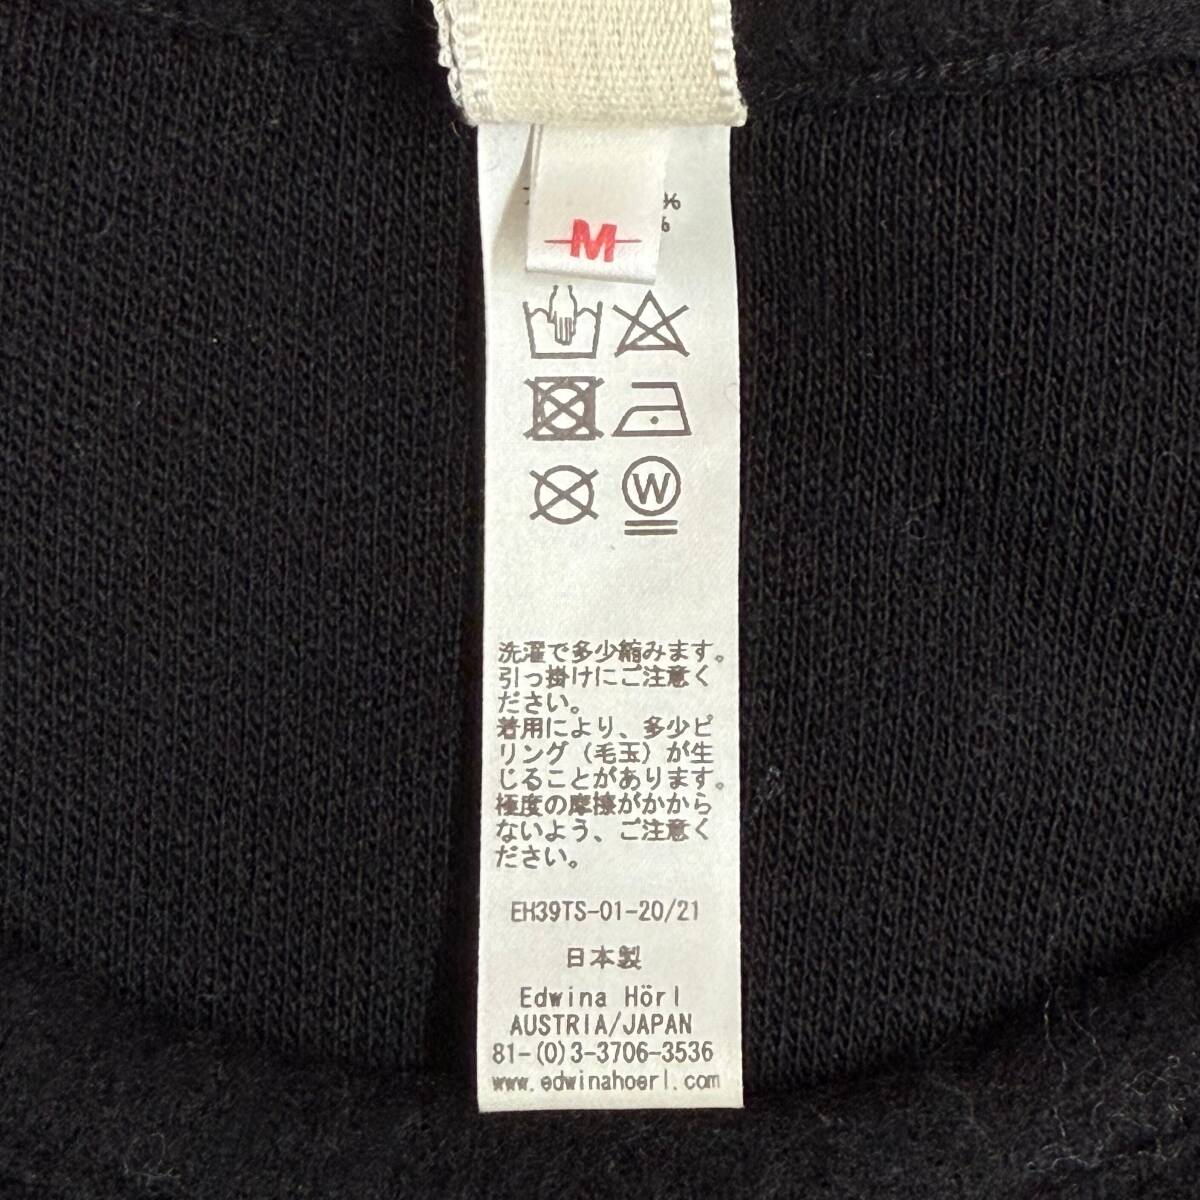 %
%
M
W
洗濯で多少縮みます。
引っ掛けにご注意く
ださい。
着用により、多少ピ
リング（毛玉）が生
じることがあります。
極度の摩擦がかから
ないよう、ご注意く
ださい。
EH39TS-01-20/21
日本製
Edwina Hörl
AUSTRIA/JAPAN
81-(0)3-3706-3536
www.edwinahoerl.com